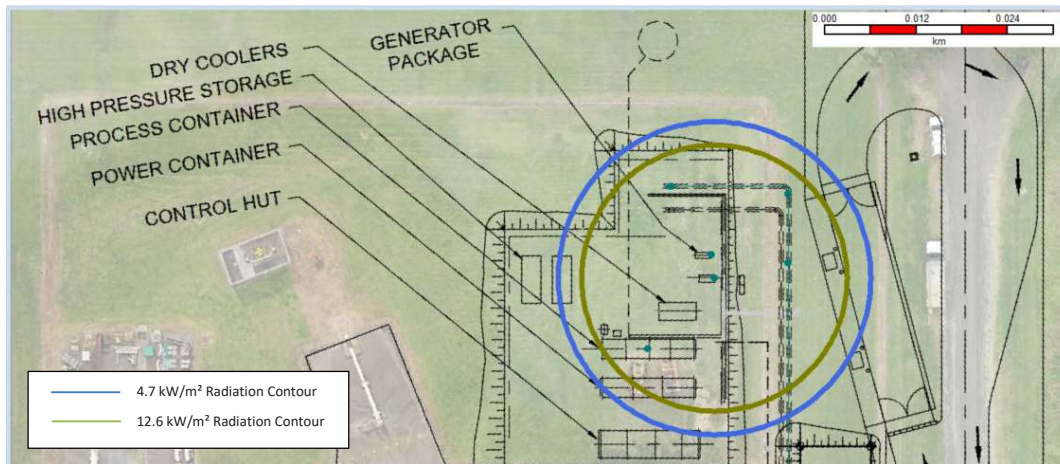 DRY COOLERS
HIGH PRESSURE STORAGE
PROCESS CONTAINER
POWER CONTAINER
CONTROL HUT
GENERATOR
PACKAGE
0.000 0.012 0.024
km
4.7 kW/m² Radiation Contour
12.6 kW/m² Radiation Contour